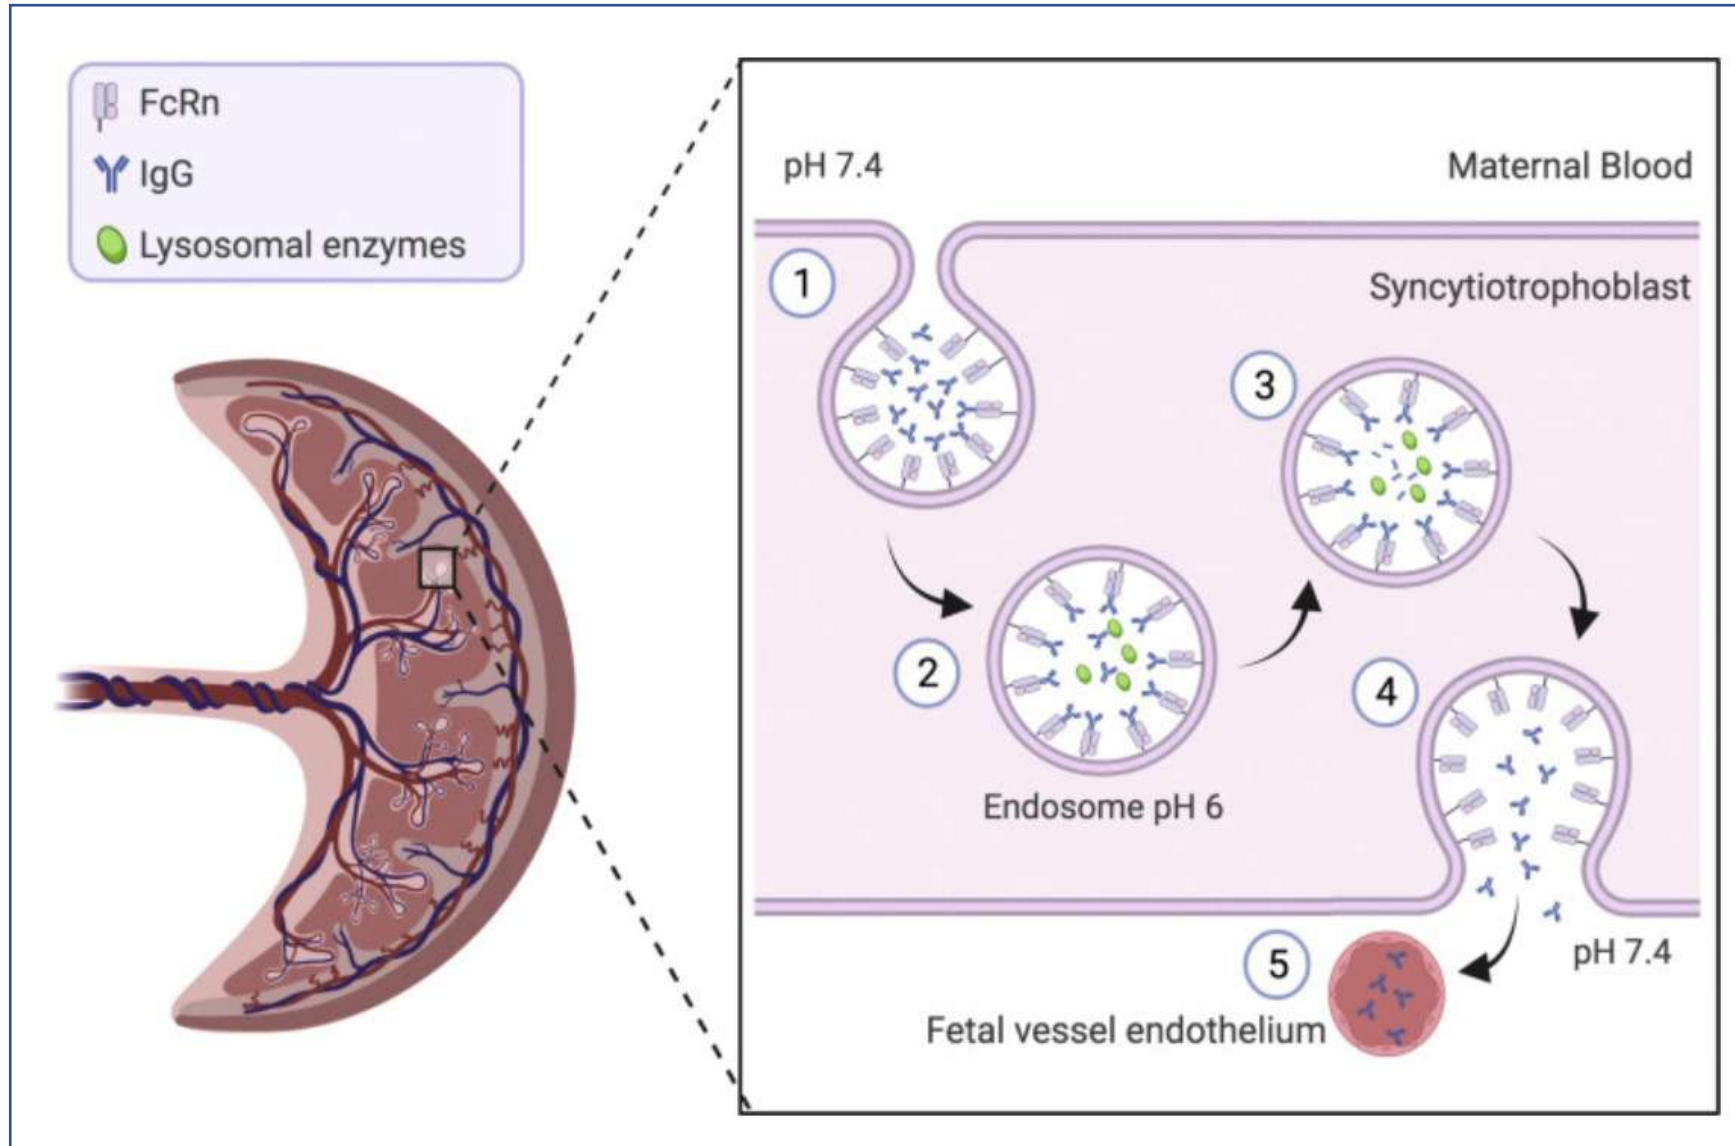 FcRn
IgG
Lysosomal enzymes
pH 7.4
Maternal Blood
1
Syncytiotrophoblast
3
2
4
Endosome pH 6
5
pH 7.4
Fetal vessel endothelium